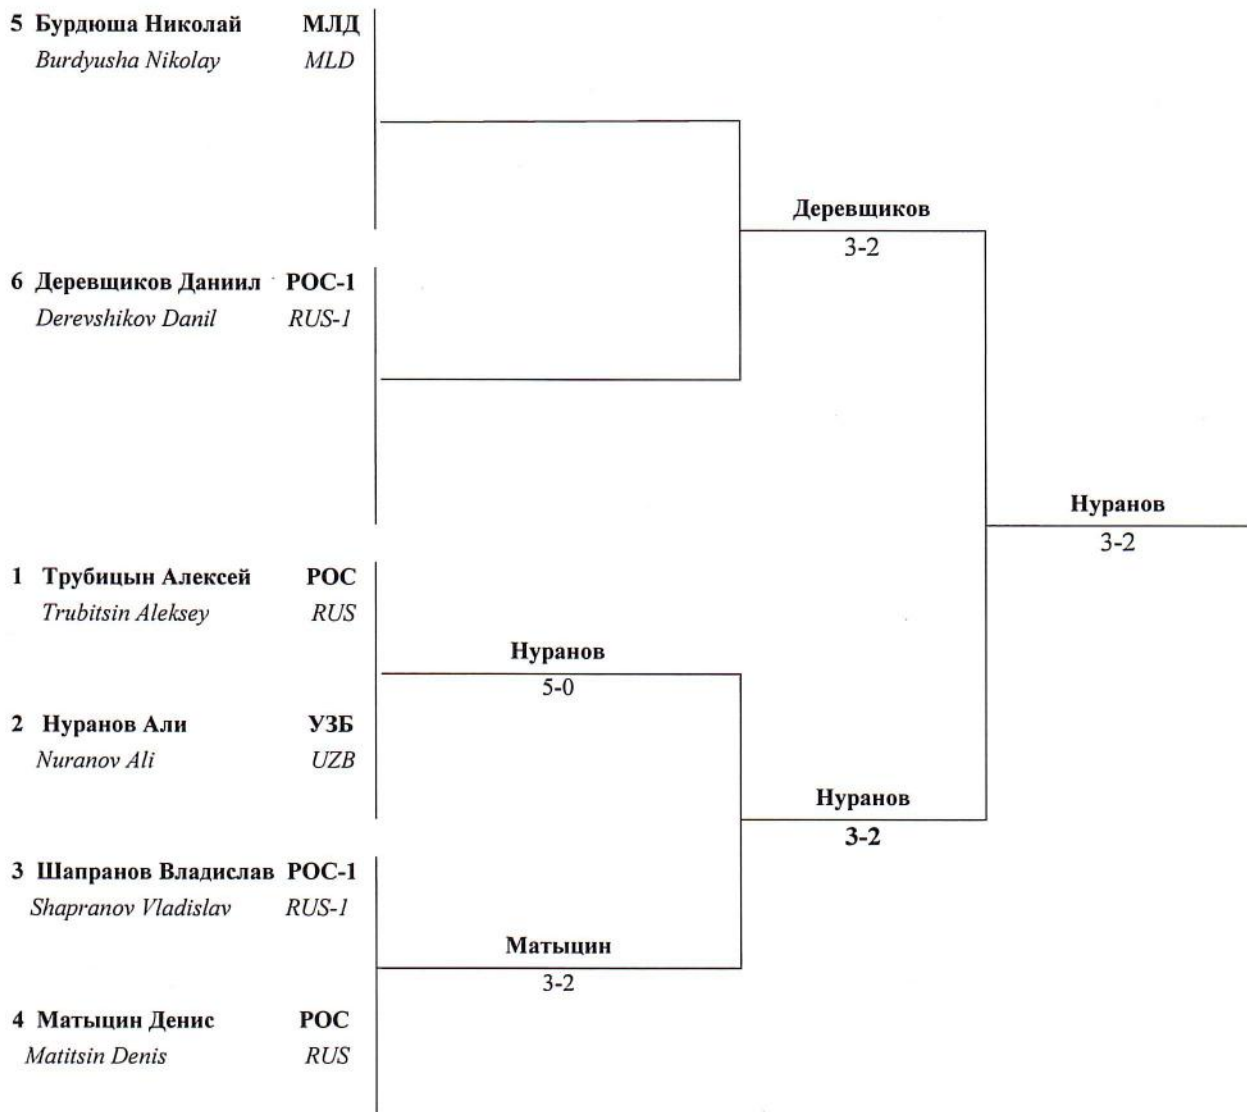 5 Бурдюша Николай МЛД
Burdyusha Nikolay MLD
Деревщиков
3-2
6 Деревщиков Даниил РОС-1
Derevshikov Danil RUS-1
Нуранов
3-2
1 Трубицын Алексей РОС
Trubitsin Aleksey RUS
Нуранов
5-0
2 Нуранов Али УЗБ
Nuranov Ali UZB
Нуранов
3-2
3 Шапранов Владислав РОС-1
Shapranov Vladislav RUS-1
Матыцин
3-2
4 Матыцин Денис РОС
Matitsin Denis RUS